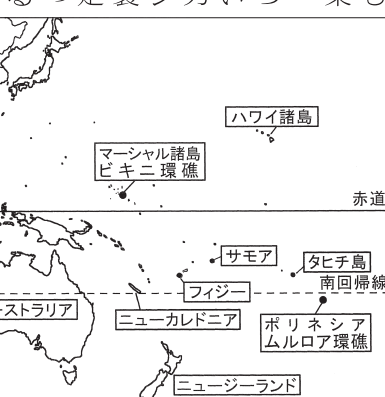 ハワイ諸島
マーシャル諸島
ビキニ環礁
赤道
サモア
タヒチ島
南回帰線
フィジー
ーストラリア
ニューカレドニア
ポリネシア
ムルロア環礁
ニュージーランド